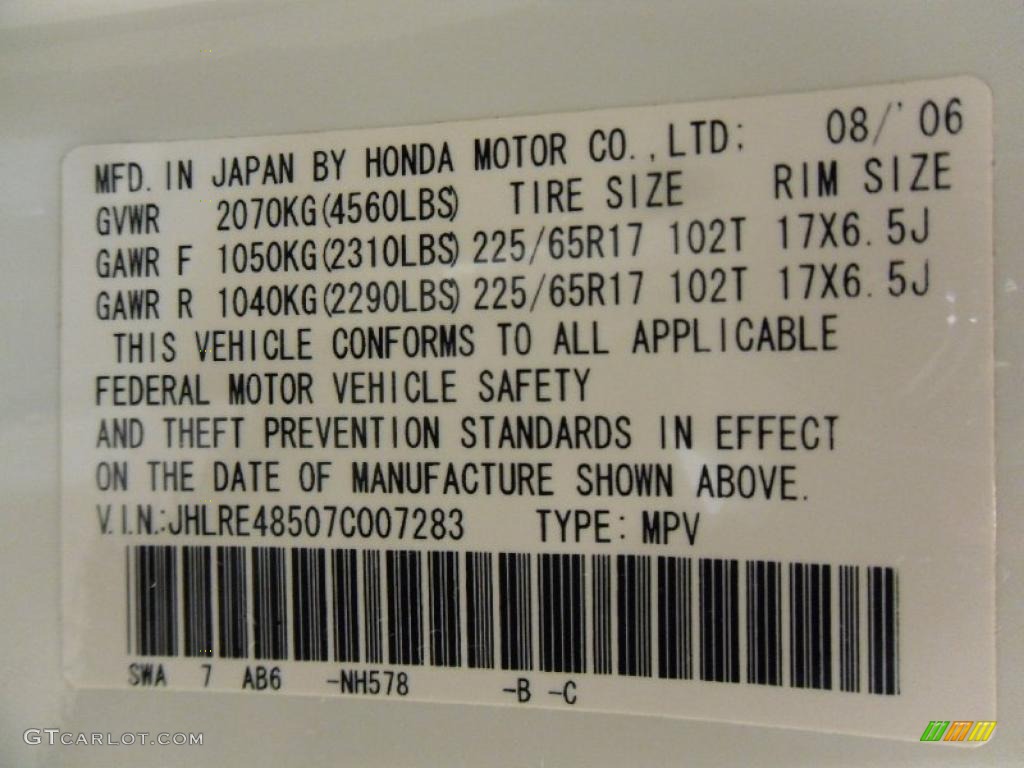 MFD. IN JAPAN BY HONDA MOTOR CO.,LTD; 08/'06
GVWR 2070KG(4560LBS) TIRE SIZE RIM SIZE
GAWR F 1050KG(2310LBS) 225/65R17 102T 17X6.5J
GAWR R 1040KG(2290LBS) 225/65R17 102T 17X6.5J
THIS VEHICLE CONFORMS TO ALL APPLICABLE
FEDERAL MOTOR VEHICLE SAFETY
AND THEFT PREVENTION STANDARDS IN EFFECT
ON THE DATE OF MANUFACTURE SHOWN ABOVE.
V.I.N.:JHLRE48507C007283 TYPE: MPV
SWA 7 AB6 -NH578 -B -C
GTCARLOT.COM